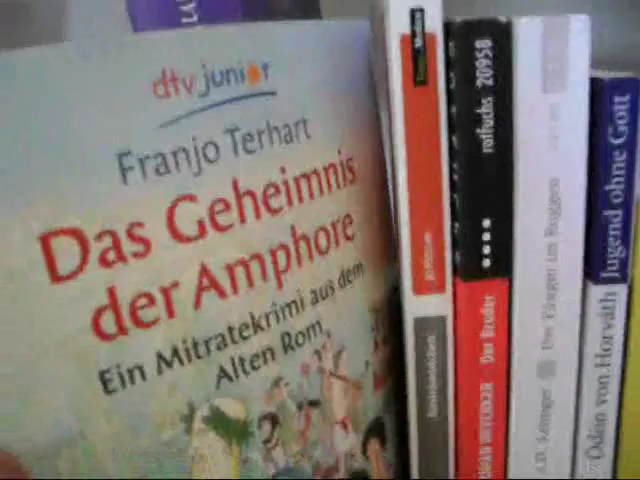 dtv junior
Franjo Terhart
Das Geheimnis
der Amphore
Ein Mitratekrimi aus dem
Alten Rom
rotfuchs 20958
Der Bruder
Der Fänger im Roggen
Ödön von Horváth Jugend ohne Gott